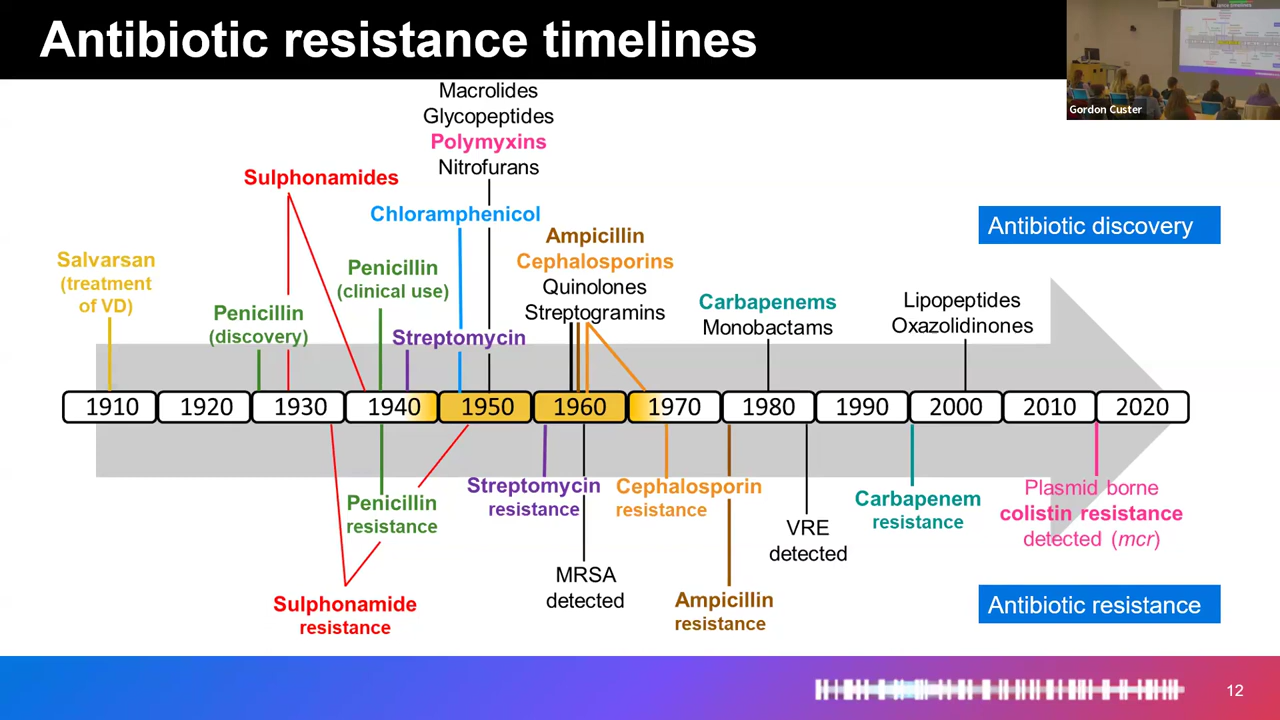 Antibiotic resistance timelines
Gordon Custer
Macrolides
Glycopeptides
Polymyxins
Nitrofurans
Sulphonamides
Chloramphenicol
Antibiotic discovery
Salvarsan
(treatment
of VD)
Penicillin
(discovery)
Penicillin
(clinical use)
Streptomycin
Ampicillin
Cephalosporins
Quinolones
Streptogramins
Carbapenems
Monobactams
Lipopeptides
Oxazolidinones
1910 1920 1930 1940 1950 1960 1970 1980 1990 2000 2010 2020
Penicillin
resistance
Streptomycin
resistance
Cephalosporin
resistance
Carbapenem
resistance
Plasmid borne
colistin resistance
detected (mcr)
VRE
detected
MRSA
detected
Sulphonamide
resistance
Ampicillin
resistance
Antibiotic resistance
12